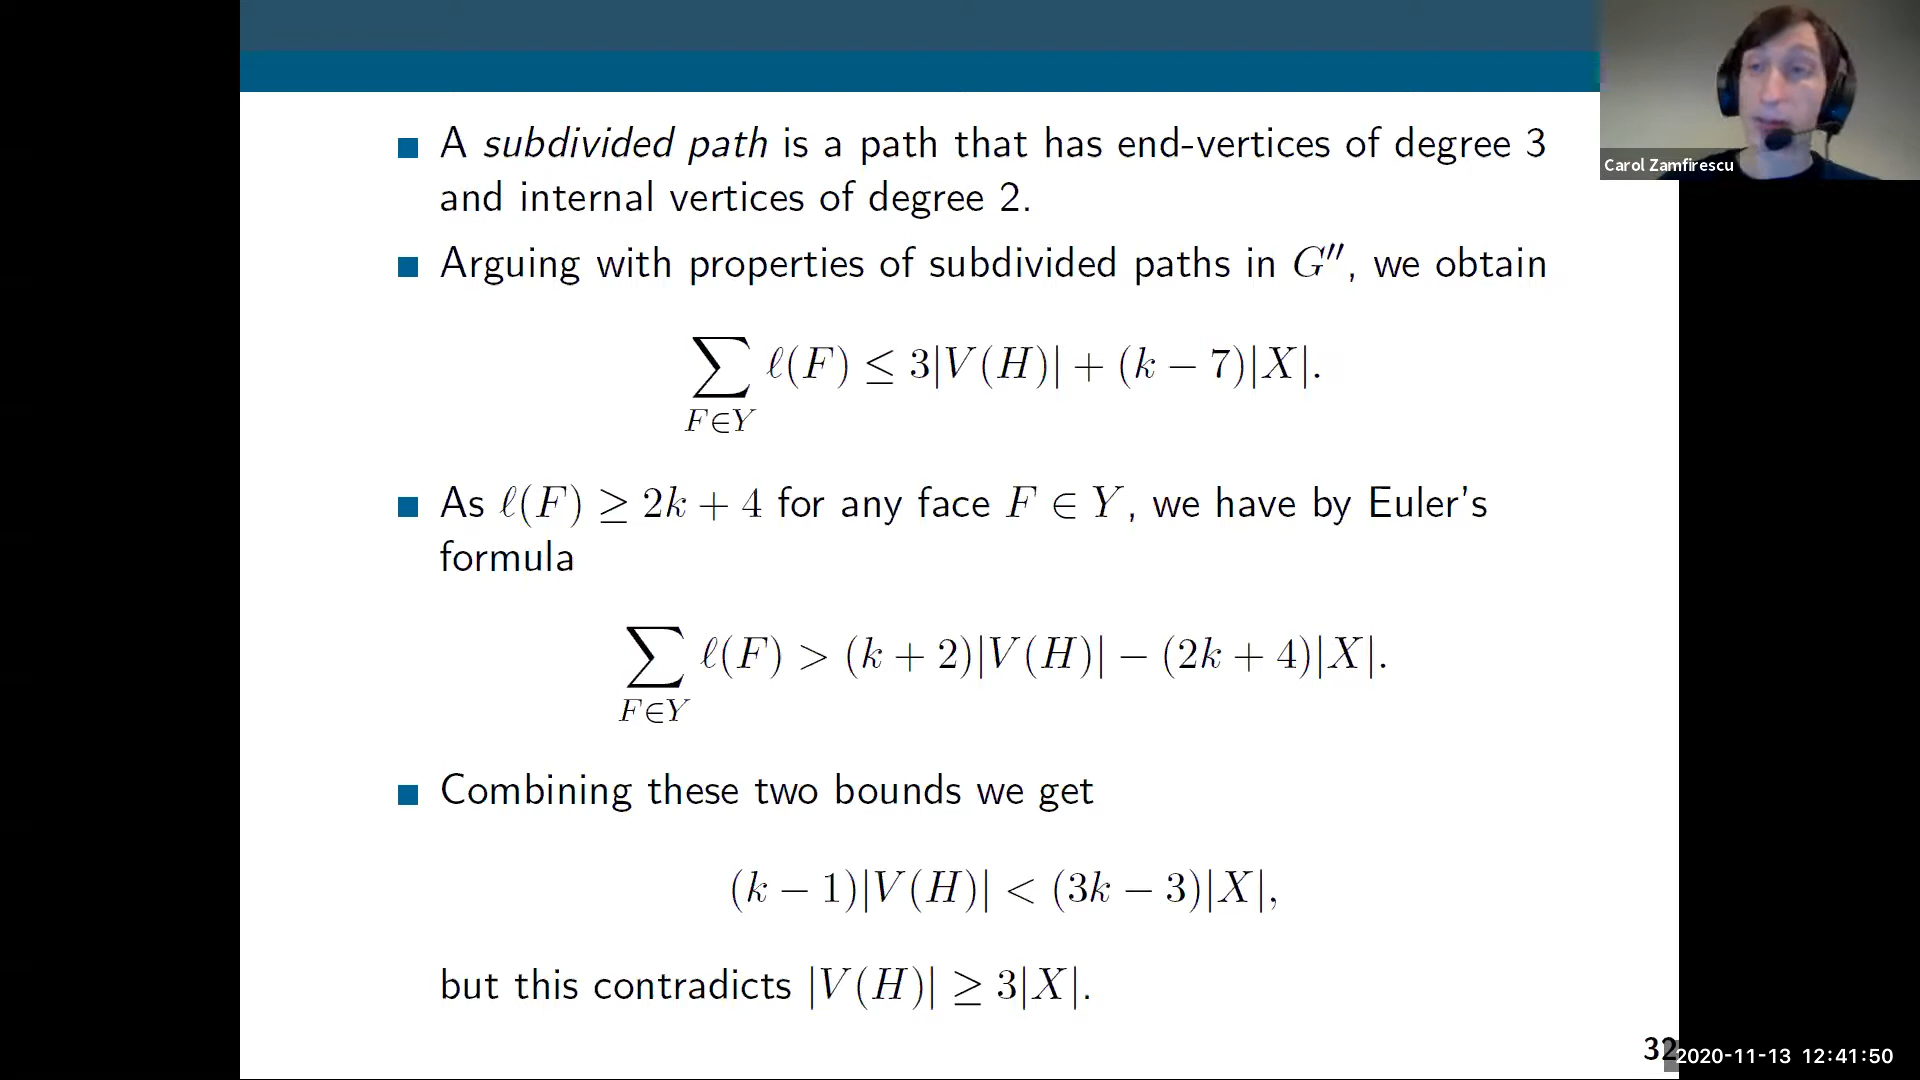 A subdivided path is a path that has end-vertices of degree 3
and internal vertices of degree 2.
Arguing with properties of subdivided paths in G′′, we obtain
∑_{F∈Y} ℓ(F) ≤ 3|V(H)| + (k − 7)|X|.
As ℓ(F) ≥ 2k + 4 for any face F ∈ Y, we have by Euler's
formula
∑_{F∈Y} ℓ(F) > (k + 2)|V(H)| − (2k + 4)|X|.
Combining these two bounds we get
(k − 1)|V(H)| < (3k − 3)|X|,
but this contradicts |V(H)| ≥ 3|X|.
32
Carol Zamfirescu
2020-11-13 12:41:50